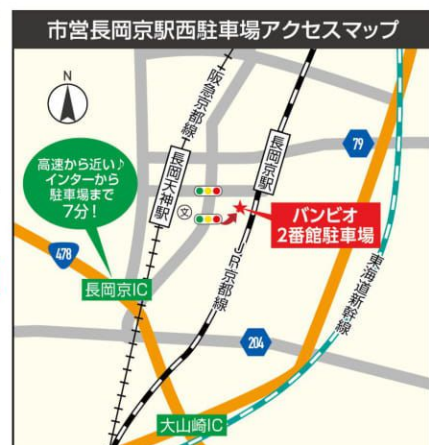 市営長岡京駅西駐車場アクセスマップ
N
阪急京都線
長岡天神駅
長岡京駅
79
高速から近い♪
インターから
駐車場まで
7分！
文
バンビオ
2番館駐車場
478
長岡京IC
JR京都線
東海道新幹線
204
大山崎IC